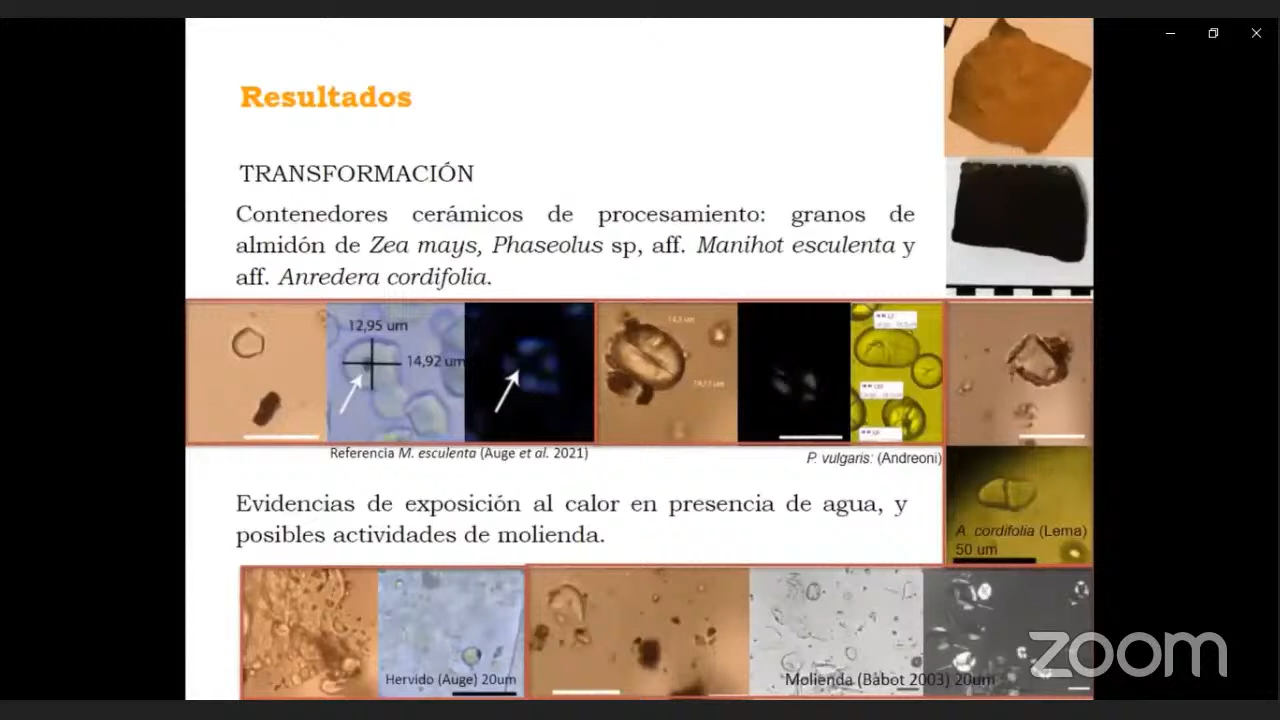 Resultados
TRANSFORMACIÓN
Contenedores cerámicos de procesamiento: granos de
almidón de Zea mays, Phaseolus sp, aff. Manihot esculenta y
aff. Anredera cordifolia.
12,95 um
14,92 um
Referencia M. esculenta (Auge et al. 2021)
P. vulgaris: (Andreoni)
Evidencias de exposición al calor en presencia de agua, y
posibles actividades de molienda.
A. cordifolia (Lema)
50 um
Hervido (Auge) 20um
Molienda (Babot 2003) 20um
zoom